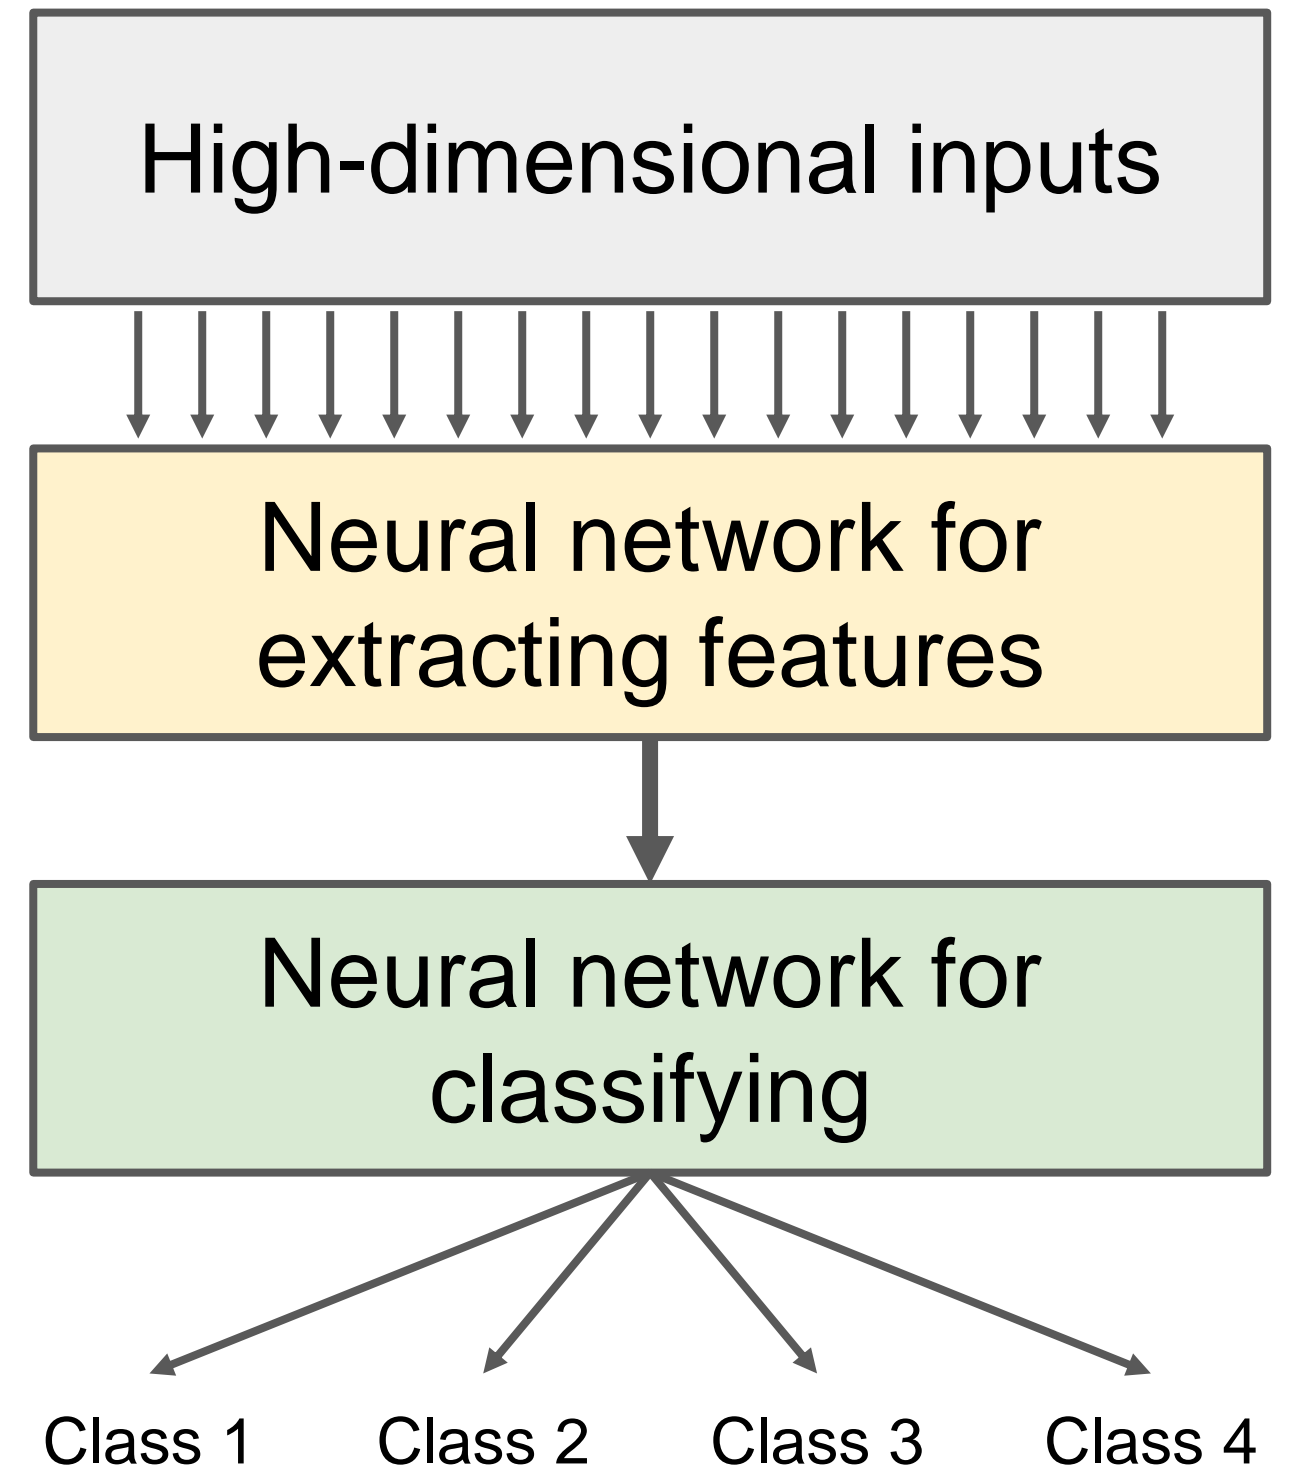 High-dimensional inputs
Neural network for
extracting features
Neural network for
classifying
Class 1 Class 2 Class 3 Class 4